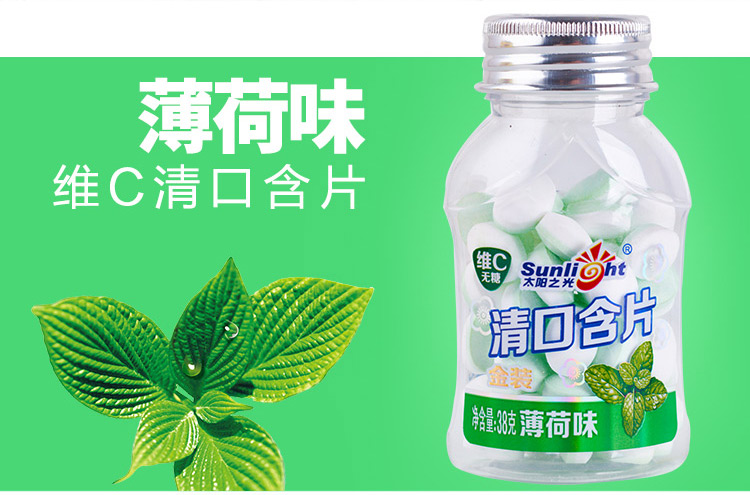 薄荷味
维C清口含片
维C
无糖
Sunlight®
太阳之光
清口含片
金装
净含量:38克 薄荷味